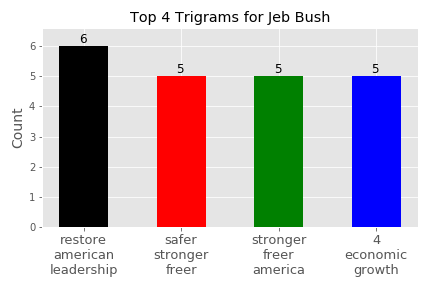 Top 4 Trigrams for Jeb Bush
Count
6
5
4
3
2
1
0
6
5
5
5
restore
american
leadership
safer
stronger
freer
stronger
freer
america
4
economic
growth